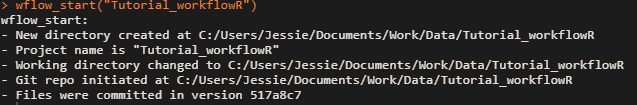 > wflow_start("Tutorial_workflowR")
wflow_start:
- New directory created at C:/Users/Jessie/Documents/Work/Data/Tutorial_workflowR
- Project name is "Tutorial_workflowR"
- Working directory changed to C:/Users/Jessie/Documents/Work/Data/Tutorial_workflowR
- Git repo initiated at C:/Users/Jessie/Documents/Work/Data/Tutorial_workflowR
- Files were committed in version 517a8c7